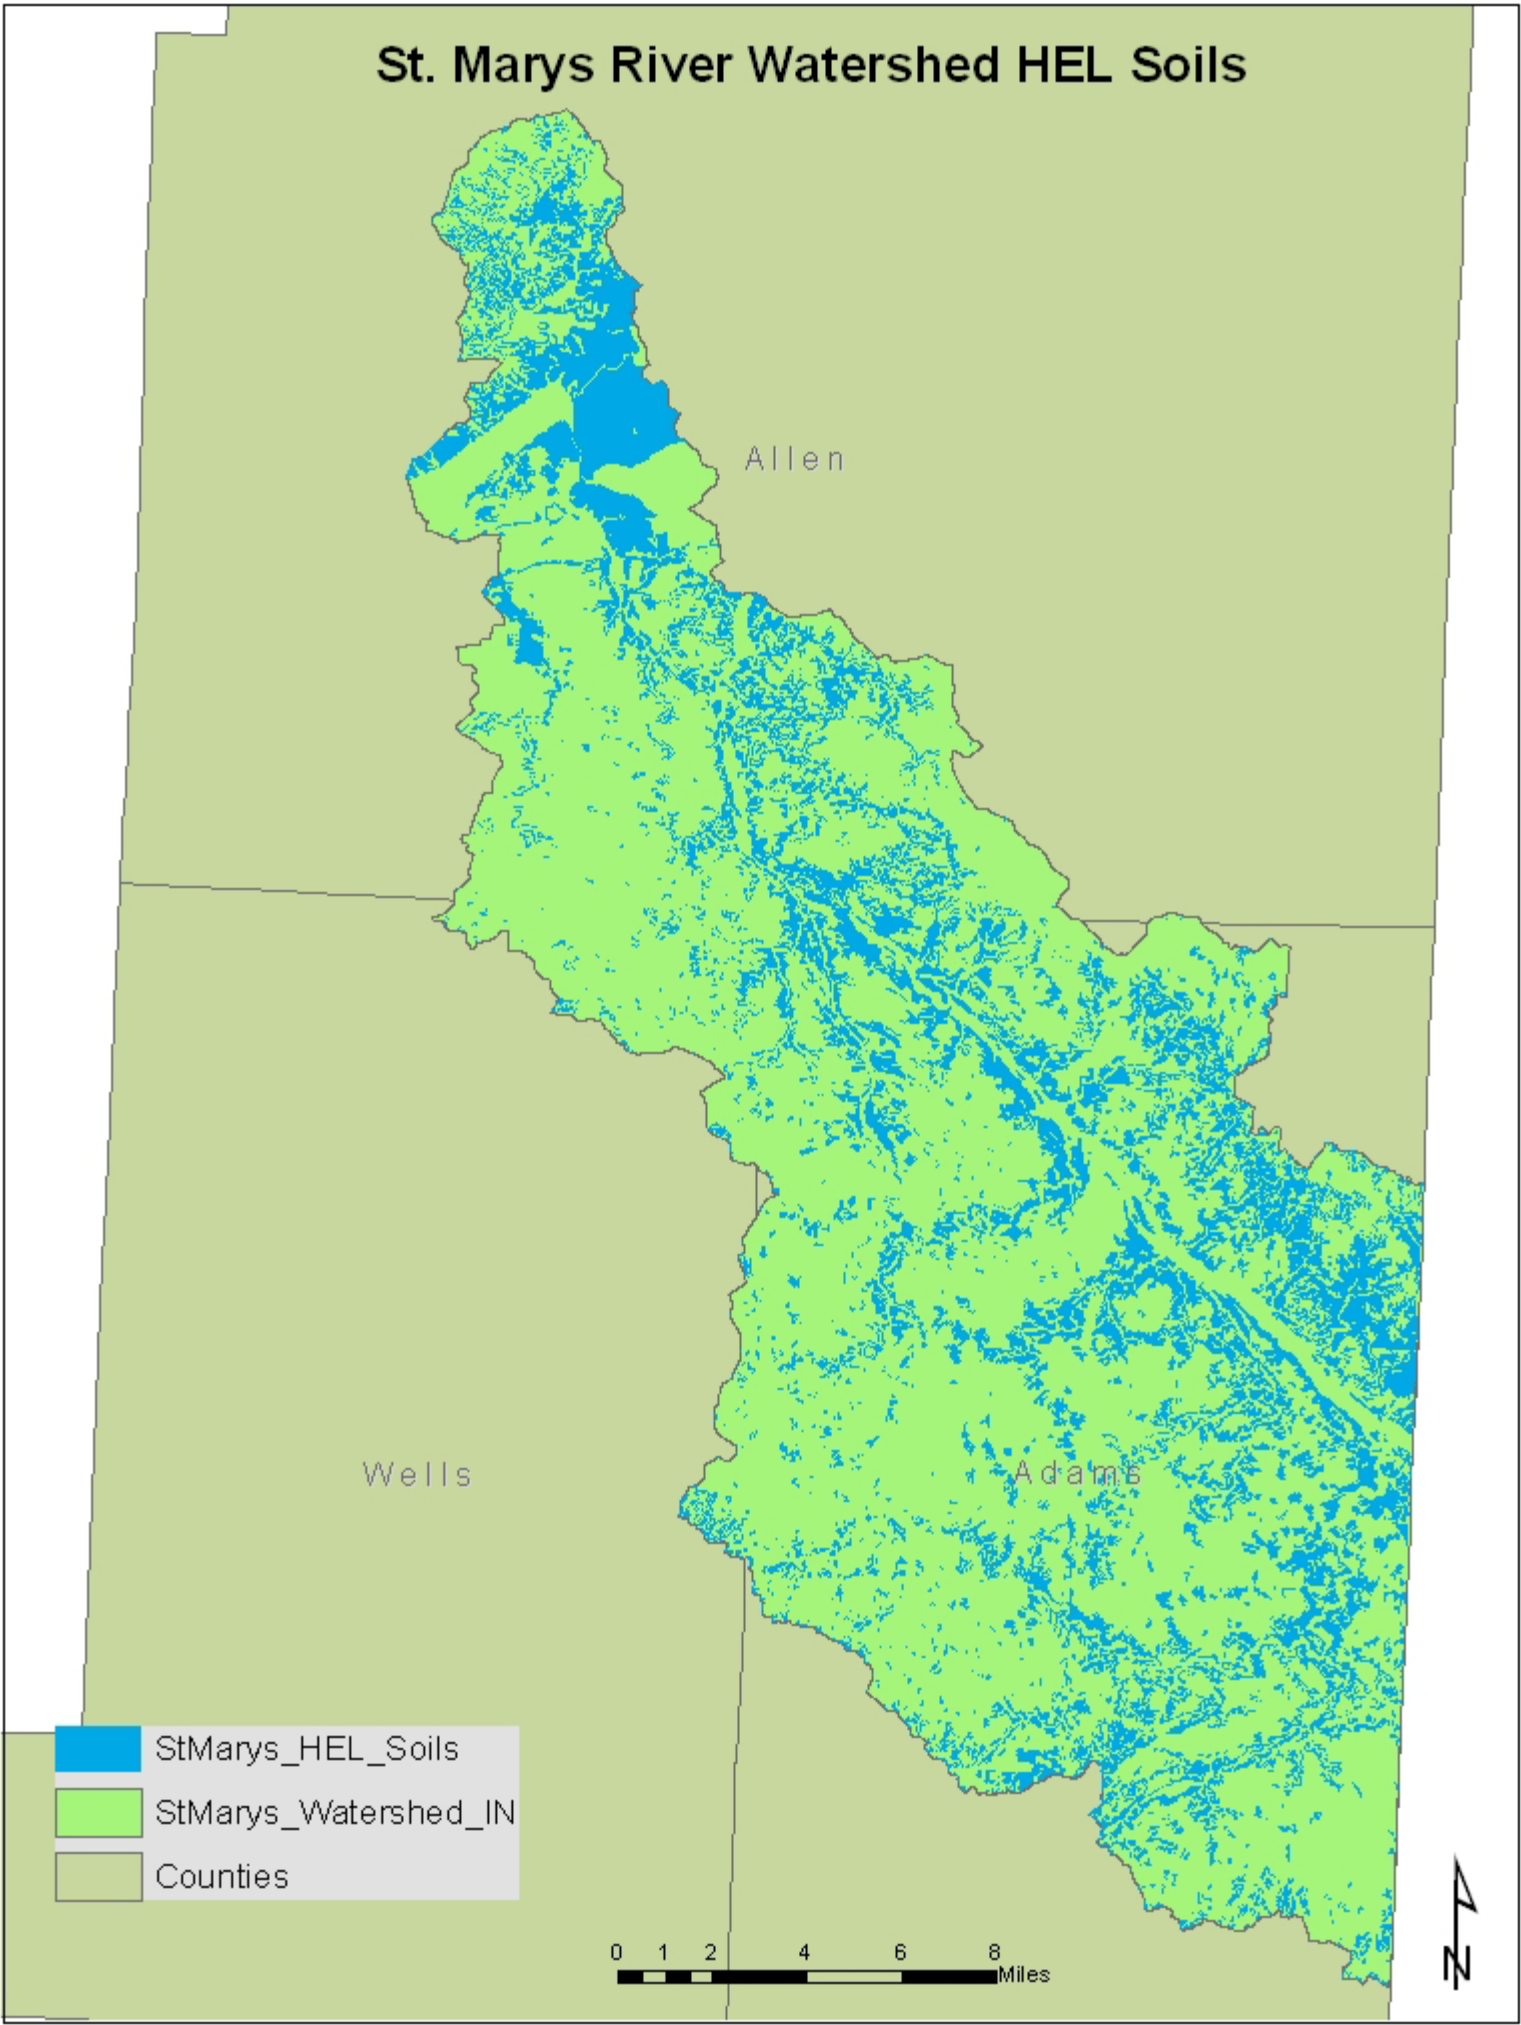 St. Marys River Watershed HEL Soils
Allen
Wells
Adams
StMarys_HEL_Soils
StMarys_Watershed_IN
Counties
0 1 2 4 6 8
Miles
N